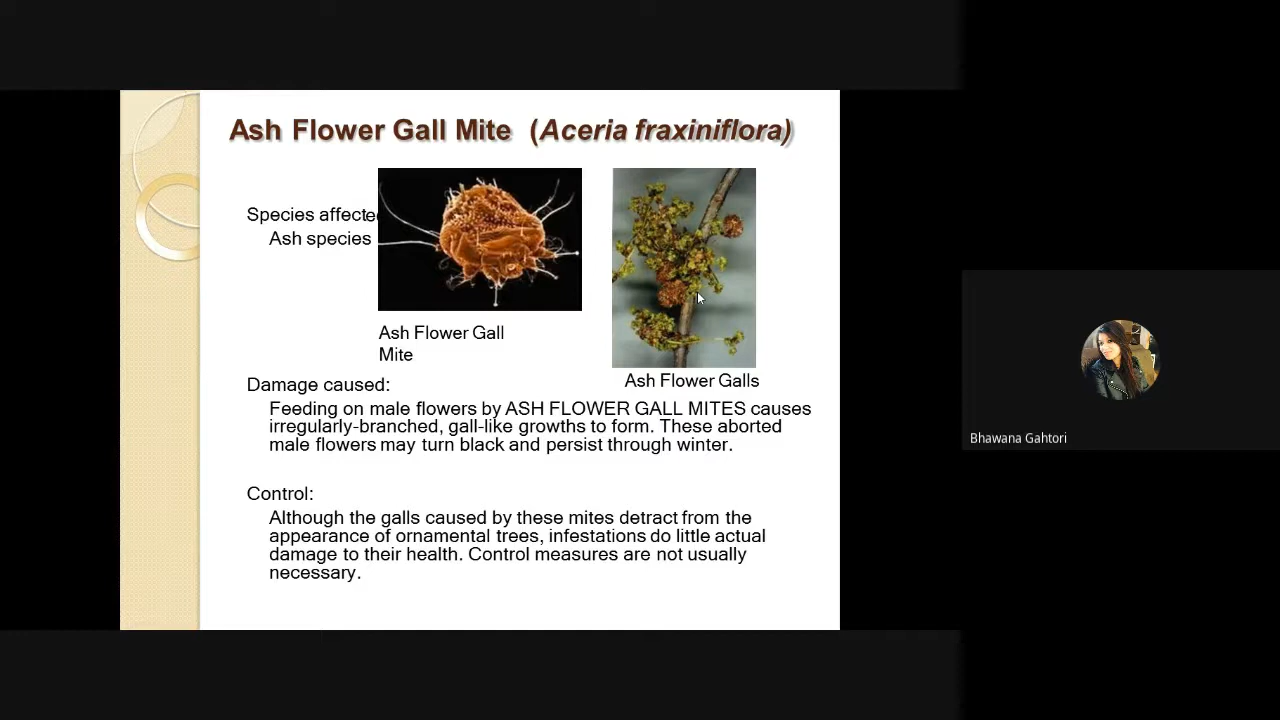 Ash Flower Gall Mite (Aceria fraxiniflora)
Species affected
Ash species
Ash Flower Gall
Mite
Ash Flower Galls
Damage caused:
Feeding on male flowers by ASH FLOWER GALL MITES causes
irregularly-branched, gall-like growths to form. These aborted
male flowers may turn black and persist through winter.
Control:
Although the galls caused by these mites detract from the
appearance of ornamental trees, infestations do little actual
damage to their health. Control measures are not usually
necessary.
Bhawana Gahtori